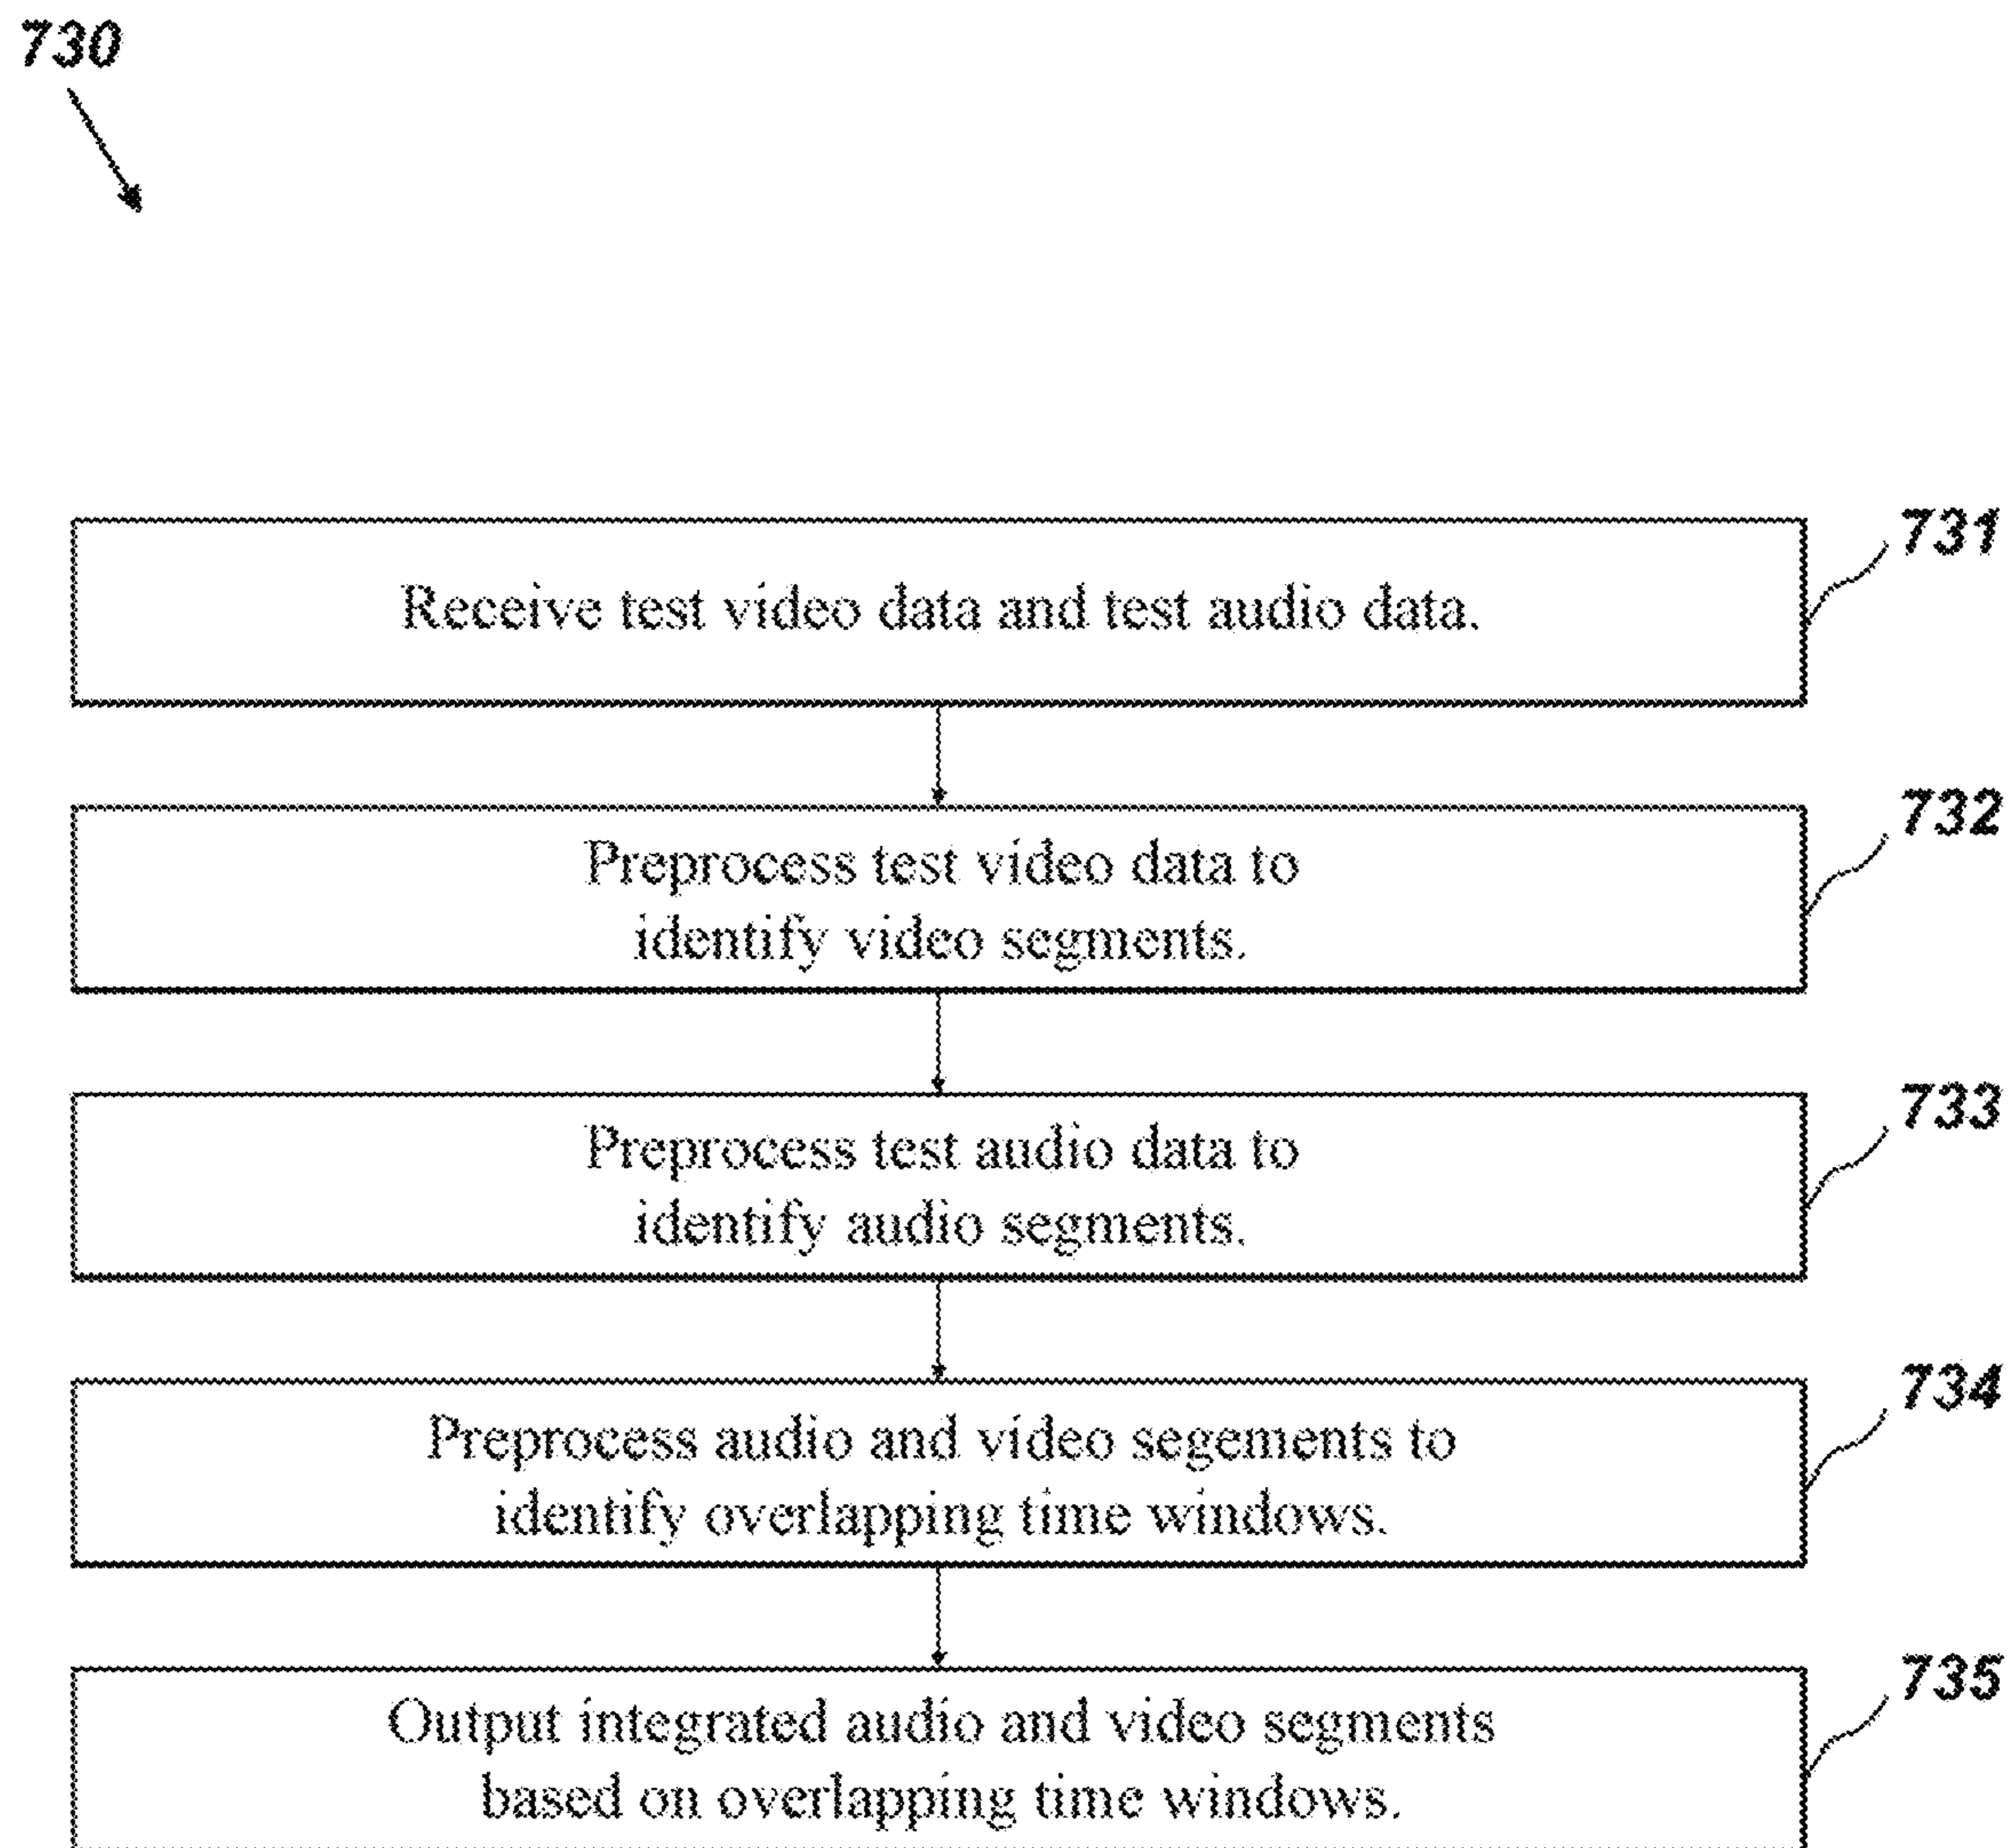 730
Receive test video data and test audio data.
731
Preprocess test video data to
identify video segments.
732
Preprocess test audio data to
identify audio segments.
733
Preprocess audio and video segements to
identify overlapping time windows.
734
Output integrated audio and video segments
based on overlapping time windows.
735